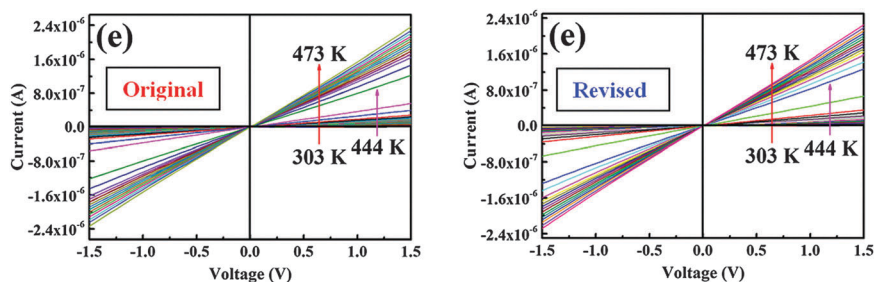 (e)
Original
473 K
303 K
444 K
Currrent (A)
2.4x10⁻⁶
1.6x10⁻⁶
8.0x10⁻⁷
0.0
-8.0x10⁻⁷
-1.6x10⁻⁶
-2.4x10⁻⁶
-1.5 -1.0 -0.5 0.0 0.5 1.0 1.5
Voltage (V)
(e)
Revised
473 K
303 K
444 K
Currrent (A)
2.4x10⁻⁶
1.6x10⁻⁶
8.0x10⁻⁷
0.0
-8.0x10⁻⁷
-1.6x10⁻⁶
-2.4x10⁻⁶
-1.5 -1.0 -0.5 0.0 0.5 1.0 1.5
Voltage (V)